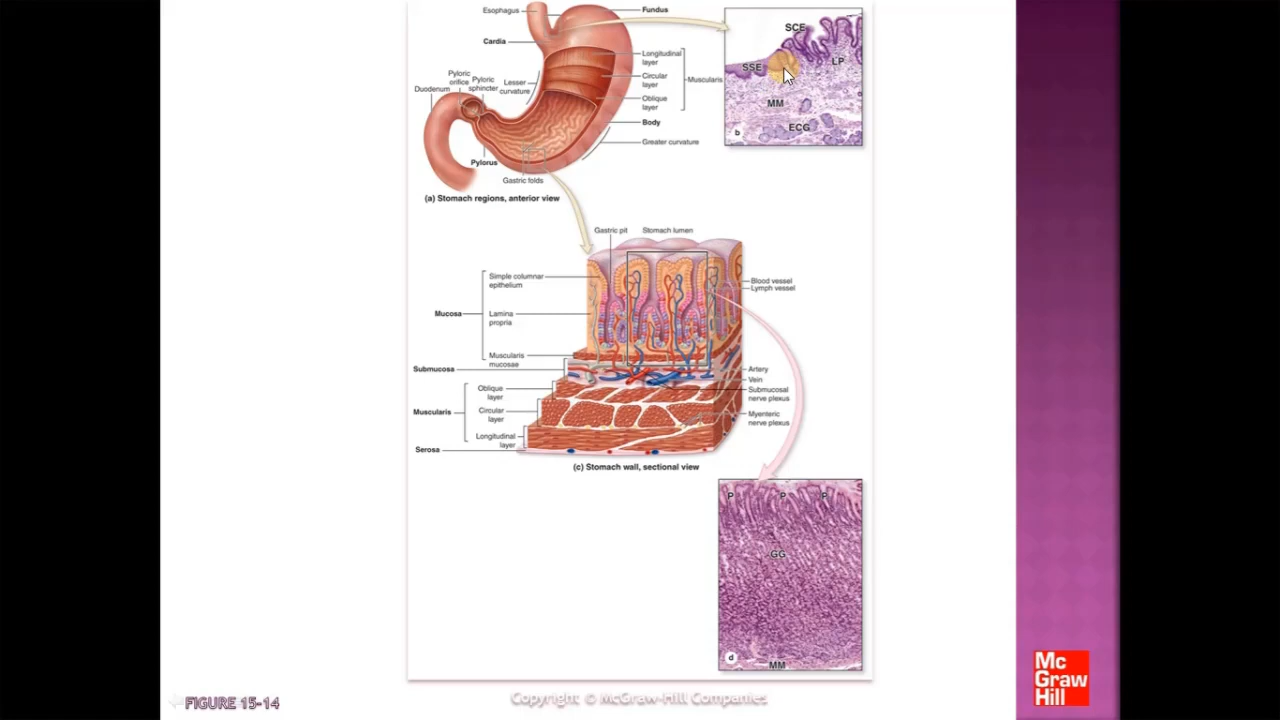 Esophagus
Fundus
Cardia
Longitudinal
layer
Circular
layer
Oblique
layer
Muscularis
Pyloric
orifice
Pyloric
sphincter
Lesser
curvature
Duodenum
Body
Greater curvature
Pylorus
Gastric folds
(a) Stomach regions, anterior view
SCE
SSE
LP
MM
ECG
b
Gastric pit
Stomach lumen
Simple columnar
epithelium
Mucosa
Lamina
propria
Muscularis
mucosae
Submucosa
Oblique
layer
Muscularis
Circular
layer
Longitudinal
layer
Serosa
Blood vessel
Lymph vessel
Artery
Vein
Submucosal
nerve plexus
Myenteric
nerve plexus
(c) Stomach wall, sectional view
P P P
GG
d
MM
Mc
Graw
Hill
FIGURE 15-14
Copyright © McGraw-Hill Companies